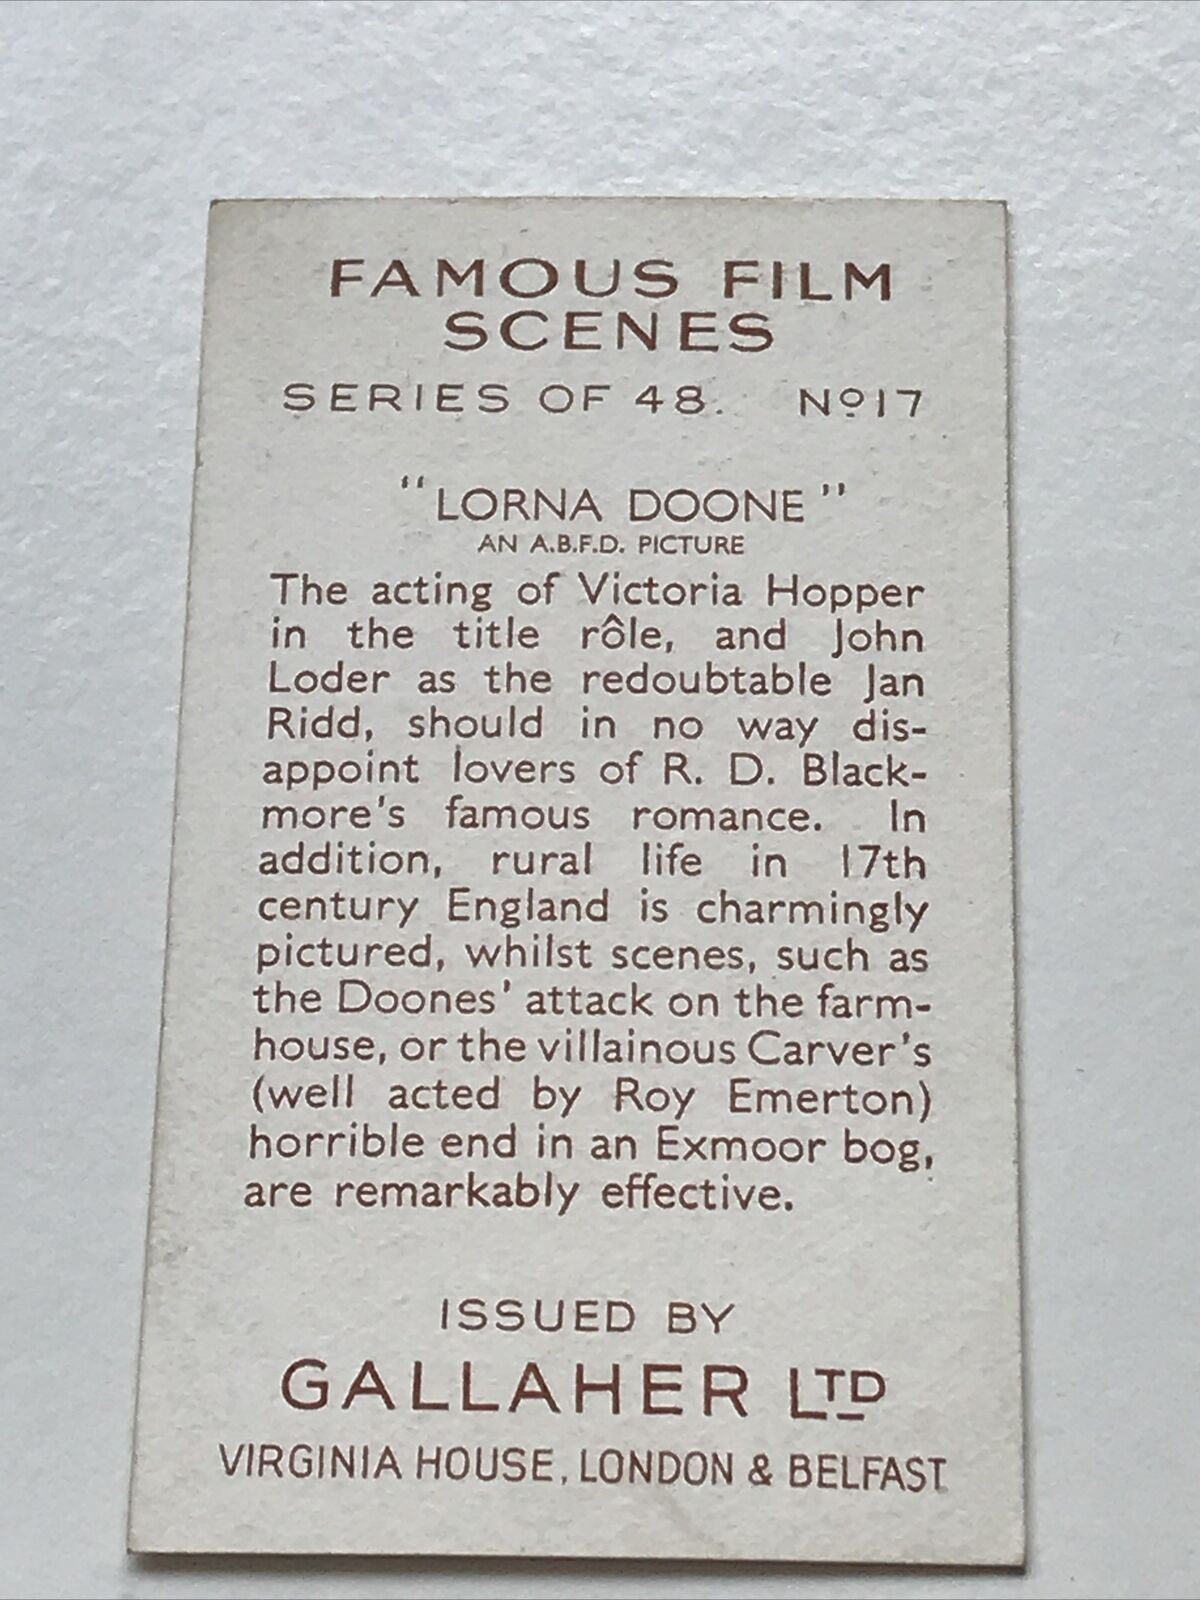 FAMOUS FILM
SCENES
SERIES OF 48. Nº 17
"LORNA DOONE"
AN A.B.F.D. PICTURE
The acting of Victoria Hopper
in the title rôle, and John
Loder as the redoubtable Jan
Ridd, should in no way dis-
appoint lovers of R. D. Black-
more's famous romance. In
addition, rural life in 17th
century England is charmingly
pictured, whilst scenes, such as
the Doones' attack on the farm-
house, or the villainous Carver's
(well acted by Roy Emerton)
horrible end in an Exmoor bog,
are remarkably effective.
ISSUED BY
GALLAHER LTD
VIRGINIA HOUSE, LONDON & BELFAST